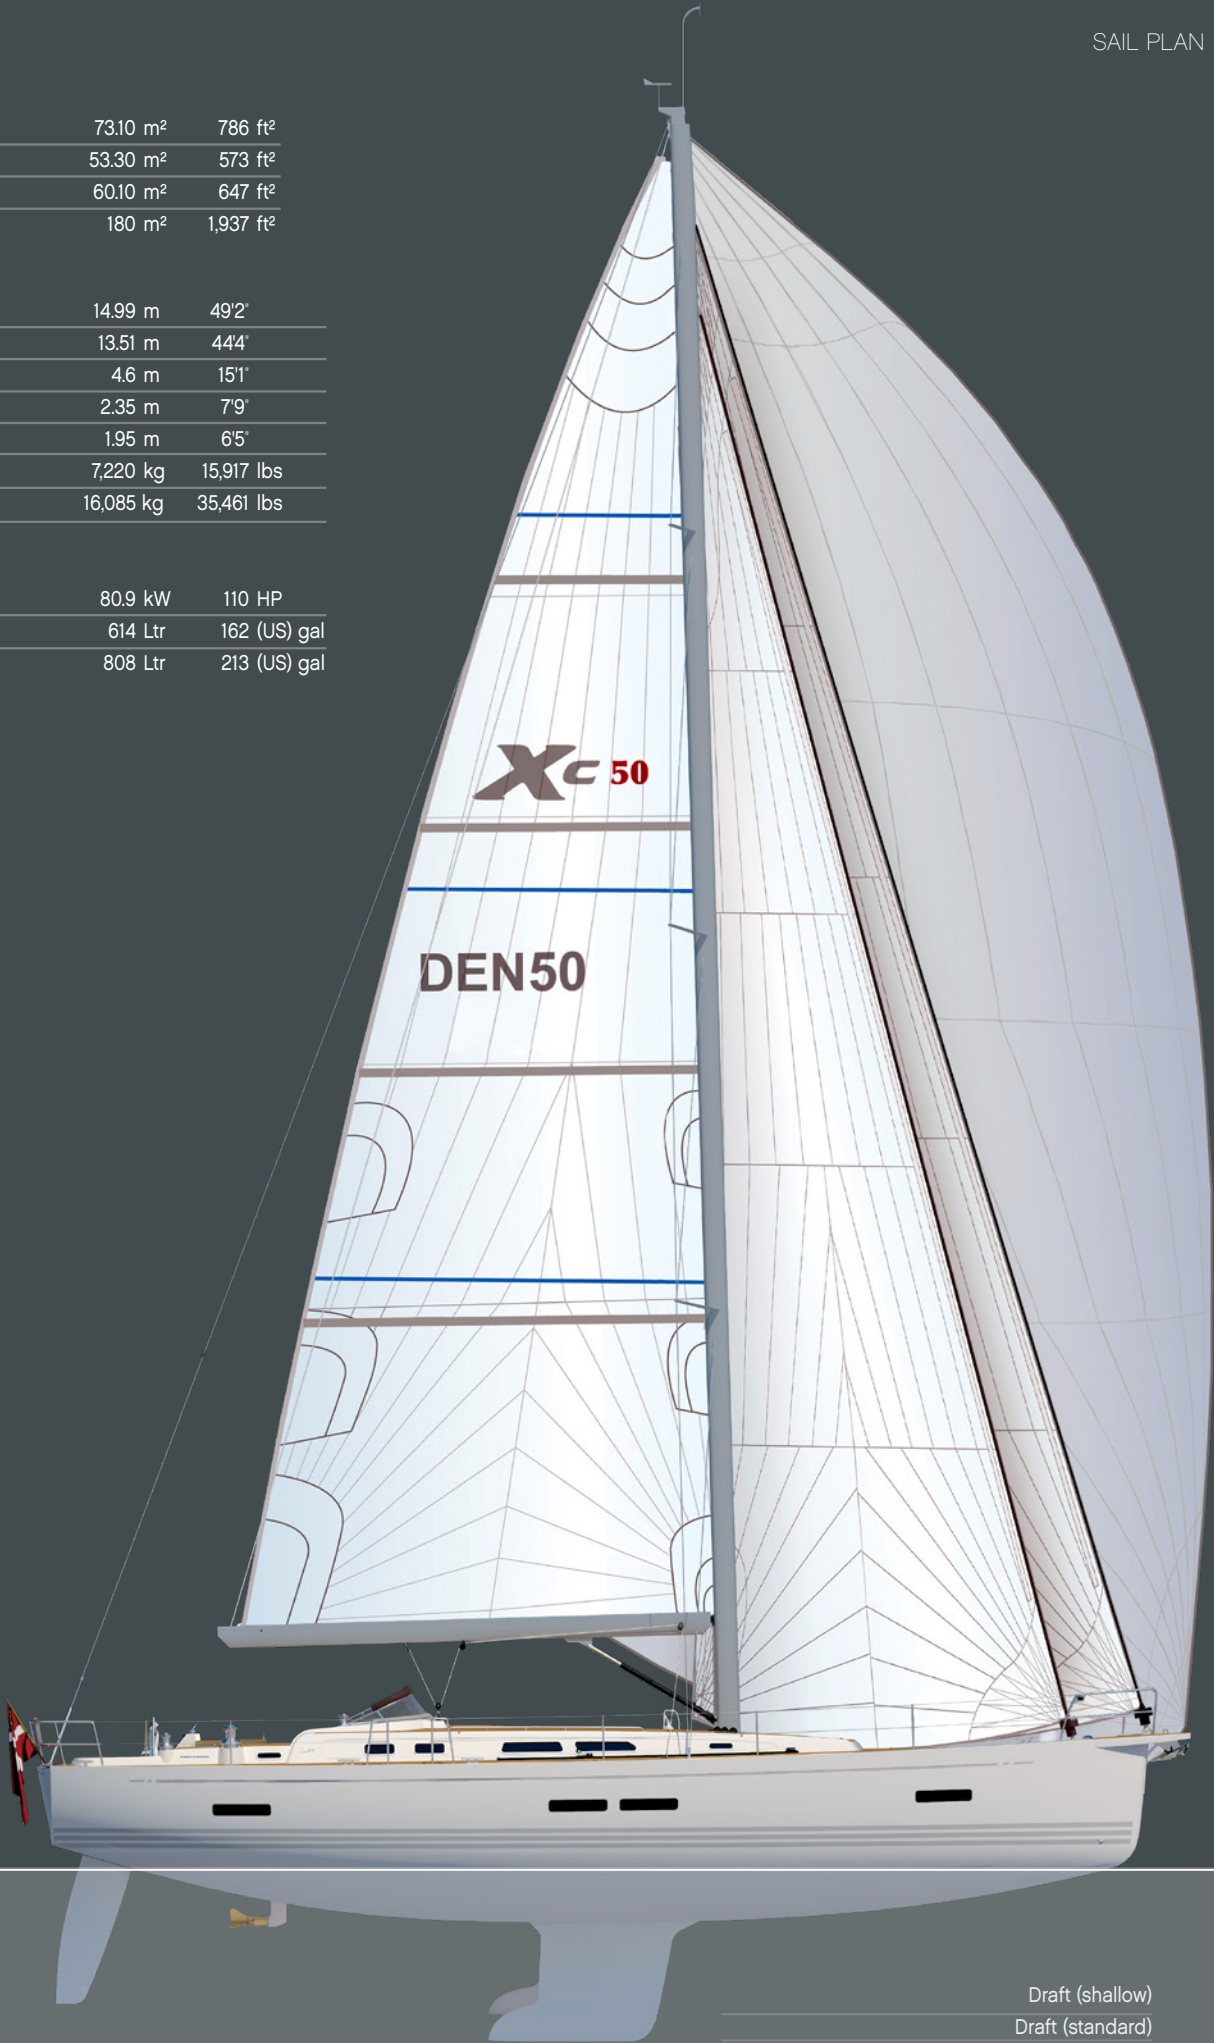 SAIL PLAN
73.10 m² 786 ft²
53.30 m² 573 ft²
60.10 m² 647 ft²
180 m² 1,937 ft²
14.99 m 49'2"
13.51 m 44'4"
4.6 m 15'1"
2.35 m 7'9"
1.95 m 6'5"
7,220 kg 15,917 lbs
16,085 kg 35,461 lbs
80.9 kW 110 HP
614 Ltr 162 (US) gal
808 Ltr 213 (US) gal
Xc 50
DEN50
Draft (shallow)
Draft (standard)